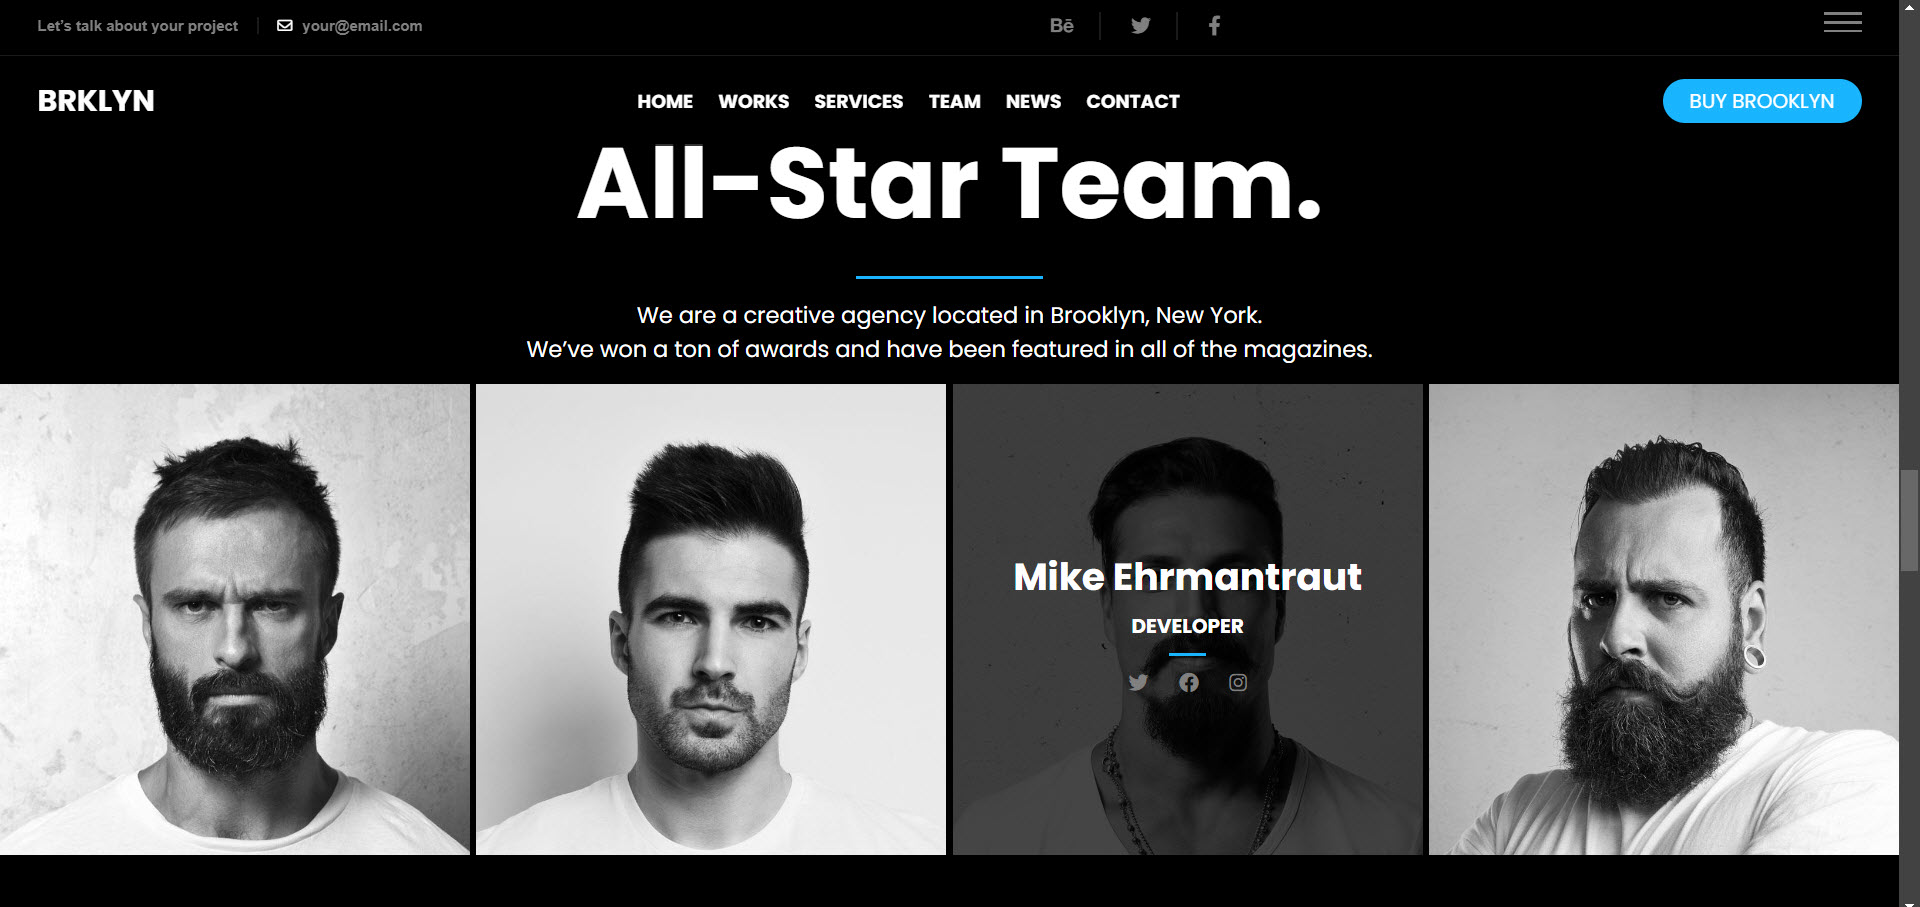 Let's talk about your project
your@email.com
Bē
BRKLYN
HOME WORKS SERVICES TEAM NEWS CONTACT
BUY BROOKLYN
All-Star Team.
We are a creative agency located in Brooklyn, New York.
We've won a ton of awards and have been featured in all of the magazines.
Mike Ehrmantraut
DEVELOPER